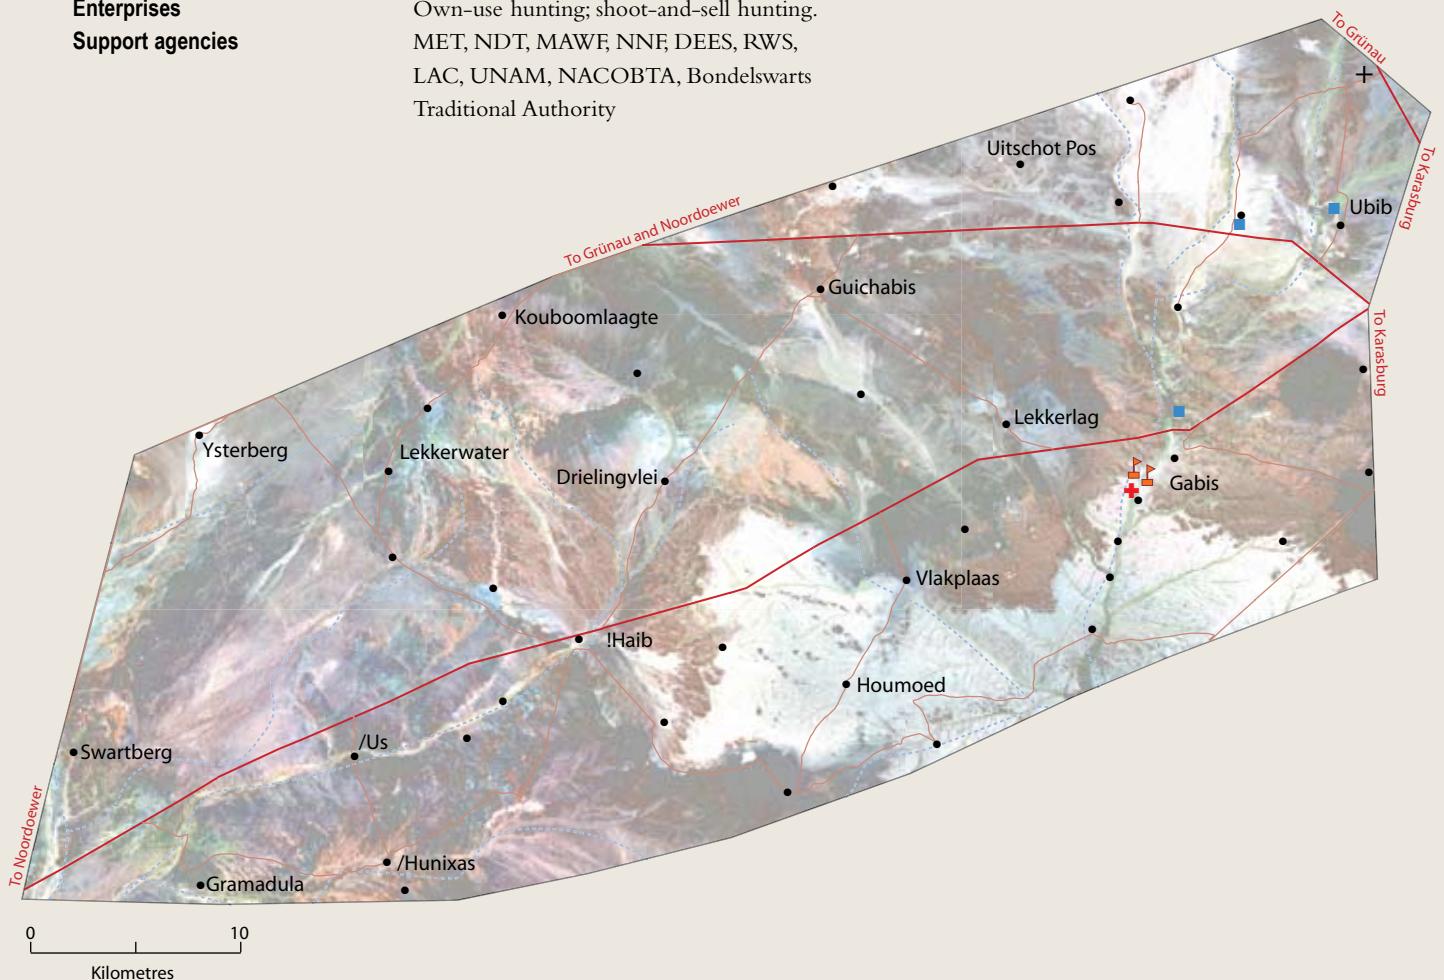 Enterprises
Own-use hunting; shoot-and-sell hunting.
Support agencies
MET, NDT, MAWF, NNF, DEES, RWS,
LAC, UNAM, NACOBTA, Bondelswarts
Traditional Authority
To Grünau
To Karasburg
Uitschot Pos
Ubib
To Grünau and Noordoewer
Guichabis
Kouboomlaagte
To Karasburg
Lekkerlag
Ysterberg
Lekkerwater
Drielingvlei
Gabis
Vlakplaas
!Haib
Houmoed
/Us
Swartberg
To Noordoewer
/Hunixas
Gramadula
0 10
Kilometres